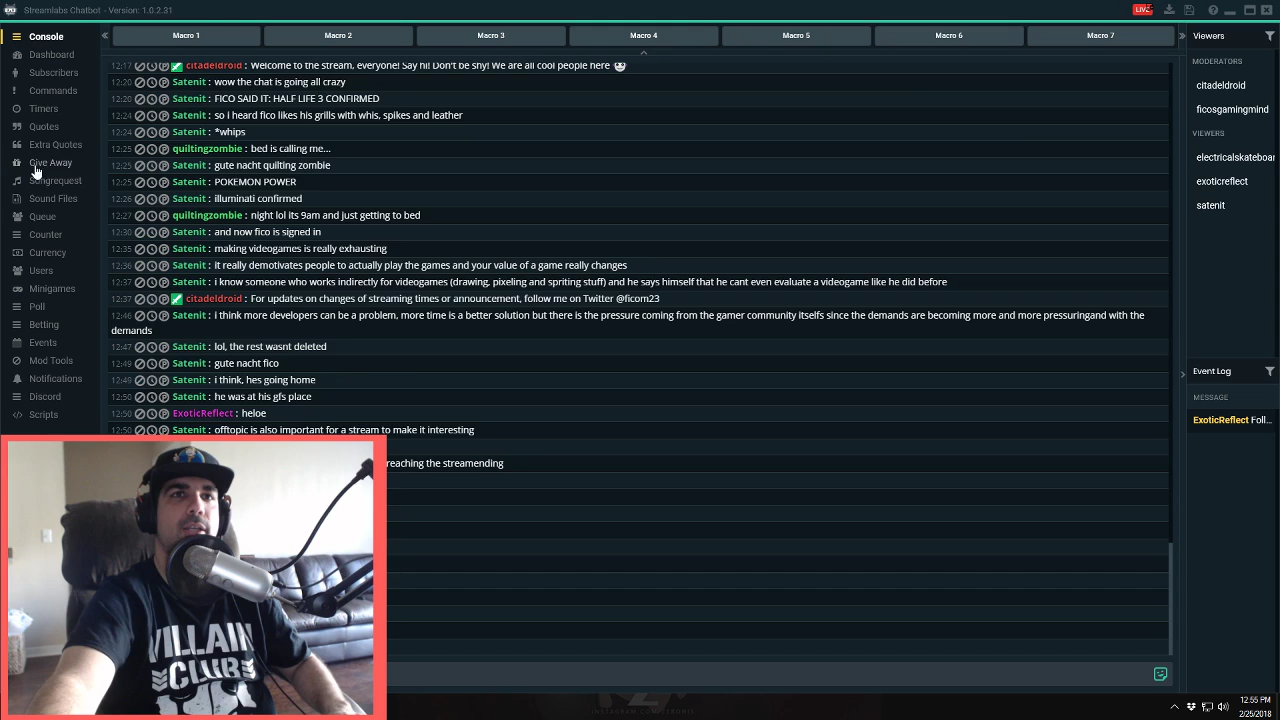 Streamlabs Chatbot - Version: 1.0.2.31
LIVE
Console
Dashboard
Subscribers
Commands
Timers
Quotes
Extra Quotes
Give Away
Songrequest
Sound Files
Queue
Counter
Currency
Users
Minigames
Poll
Betting
Events
Mod Tools
Notifications
Discord
Scripts
Macro 1 Macro 2 Macro 3 Macro 4 Macro 5 Macro 6 Macro 7
12:17 citadeldroid : Welcome to the stream, everyone! Say hi! Don't be shy! We are all cool people here
12:20 Satenit : wow the chat is going all crazy
12:20 Satenit : FICO SAID IT: HALF LIFE 3 CONFIRMED
12:24 Satenit : so i heard fico likes his grills with whis, spikes and leather
12:24 Satenit : *whips
12:25 quiltingzombie : bed is calling me...
12:25 Satenit : gute nacht quilting zombie
12:25 Satenit : POKEMON POWER
12:26 Satenit : illuminati confirmed
12:27 quiltingzombie : night lol its 9am and just getting to bed
12:30 Satenit : and now fico is signed in
12:35 Satenit : making videogames is really exhausting
12:36 Satenit : it really demotivates people to actually play the games and your value of a game really changes
12:37 Satenit : i know someone who works indirectly for videogames (drawing, pixeling and spriting stuff) and he says himself that he cant even evaluate a videogame like he did before
12:37 citadeldroid : For updates on changes of streaming times or announcement, follow me on Twitter @ficom23
12:46 Satenit : i think more developers can be a problem, more time is a better solution but there is the pressure coming from the gamer community itselfs since the demands are becoming more and more pressuringand with the
demands
12:47 Satenit : lol, the rest wasnt deleted
12:49 Satenit : gute nacht fico
12:49 Satenit : i think, hes going home
12:50 Satenit : he was at his gfs place
12:50 ExoticReflect : heloe
12:50 Satenit : offtopic is also important for a stream to make it interesting
reaching the streamending
Viewers
MODERATORS
citadeldroid
ficosgamingmind
VIEWERS
electricalskateboar
exoticreflect
satenit
Event Log
MESSAGE
ExoticReflect Foll...
VILLAIN
CLUB
12:55 PM
2/25/2018